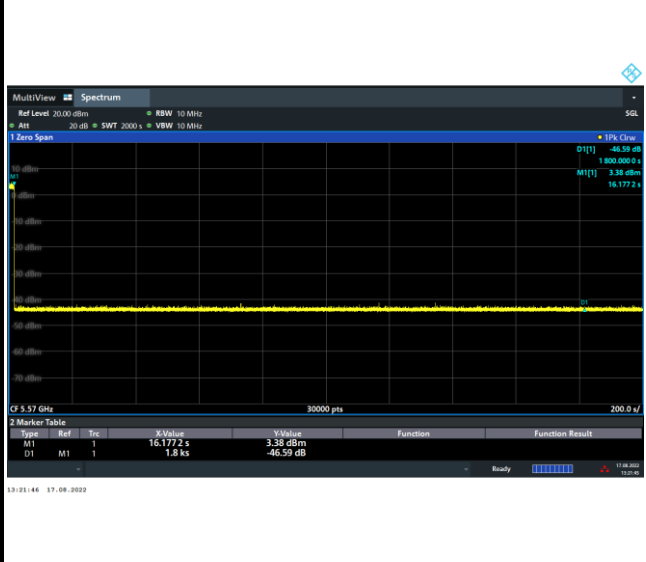 MultiView Spectrum
Ref Level 20.00 dBm RBW 10 MHz SGL
Att 20 dB SWT 2000 s VBW 10 MHz
1 Zero Span 1Pk Clrw
D1[1] -46.59 dB
1 800.000 0 s
M1[1] 3.38 dBm
16.177 2 s
10 dBm
M1
0 dBm
-10 dBm
-20 dBm
-30 dBm
-40 dBm
D1
-50 dBm
-60 dBm
-70 dBm
CF 5.57 GHz 30000 pts 200.0 s/
2 Marker Table
Type Ref Trc X-Value Y-Value Function Function Result
M1 1 16.177 2 s 3.38 dBm
D1 M1 1 1.8 ks -46.59 dB
Ready 17.08.2022
13:21:45
13:21:46 17.08.2022